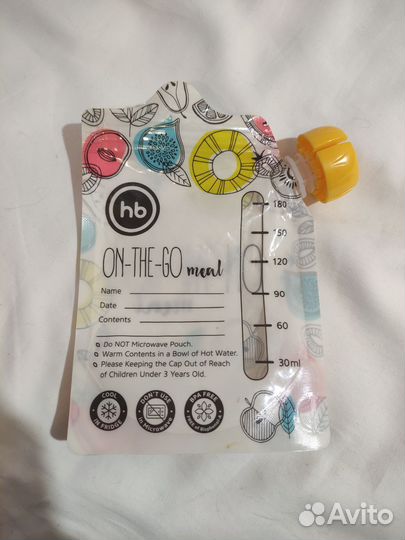 hb
ON-THE-GO meal
Name
Date
Contents
Do NOT Microwave Pouch.
Warm Contents in a Bowl of Hot Water.
Please Keeping the Cap Out of Reach
of Children Under 3 Years Old.
180
150
120
90
60
30 ml
COOL
IN FRIDGE
DON'T USE
in Microwave
BPA FREE
Avito